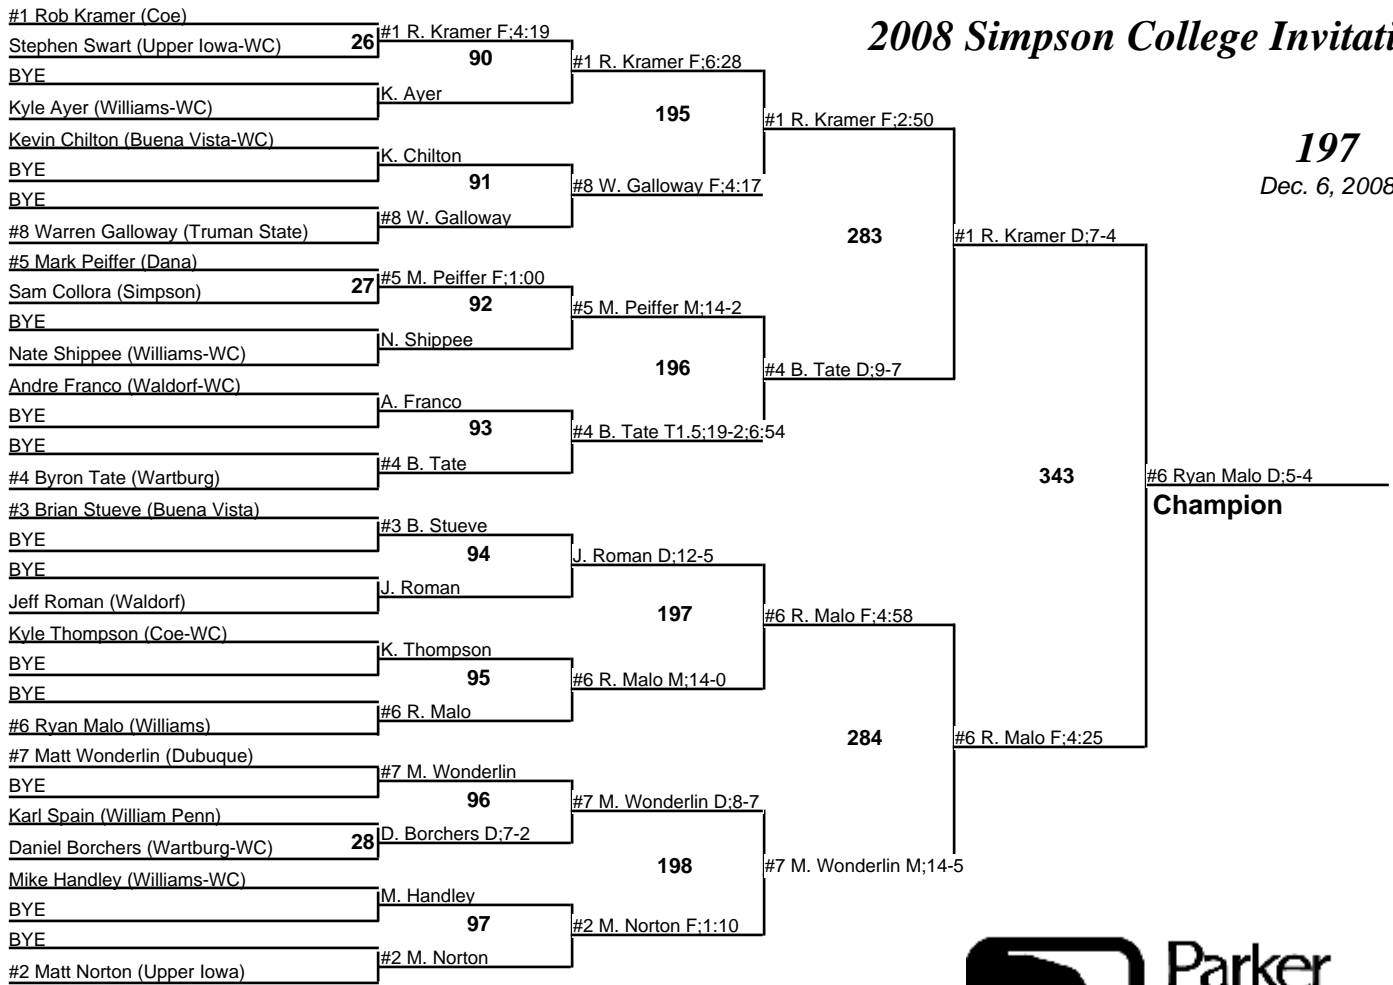 2008 Simpson College Invitati
197
Dec. 6, 2008
#1 Rob Kramer (Coe)
Stephen Swart (Upper Iowa-WC)
BYE
Kyle Ayer (Williams-WC)
Kevin Chilton (Buena Vista-WC)
BYE
BYE
#8 Warren Galloway (Truman State)
#5 Mark Peiffer (Dana)
Sam Collora (Simpson)
BYE
Nate Shippee (Williams-WC)
Andre Franco (Waldorf-WC)
BYE
BYE
#4 Byron Tate (Wartburg)
#3 Brian Stueve (Buena Vista)
BYE
BYE
Jeff Roman (Waldorf)
Kyle Thompson (Coe-WC)
BYE
BYE
#6 Ryan Malo (Williams)
#7 Matt Wonderlin (Dubuque)
BYE
Karl Spain (William Penn)
Daniel Borchers (Wartburg-WC)
Mike Handley (Williams-WC)
BYE
BYE
#2 Matt Norton (Upper Iowa)
26
27
28
#1 R. Kramer F;4:19
90
K. Ayer
K. Chilton
91
#8 W. Galloway
#5 M. Peiffer F;1:00
92
N. Shippee
A. Franco
93
#4 B. Tate
#3 B. Stueve
94
J. Roman
K. Thompson
95
#6 R. Malo
#7 M. Wonderlin
96
D. Borchers D;7-2
M. Handley
97
#2 M. Norton
#1 R. Kramer F;6:28
195
#8 W. Galloway F;4:17
#5 M. Peiffer M;14-2
196
#4 B. Tate T1.5;19-2;6:54
J. Roman D;12-5
197
#6 R. Malo M;14-0
#7 M. Wonderlin D;8-7
198
#2 M. Norton F;1:10
#1 R. Kramer F;2:50
283
#4 B. Tate D;9-7
#6 R. Malo F;4:58
284
#7 M. Wonderlin M;14-5
#1 R. Kramer D;7-4
343
#6 R. Malo F;4:25
#6 Ryan Malo D;5-4
Champion
Parker